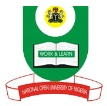 WORK & LEARN
NATIONAL OPEN UNIVERSITY OF NIGERIA